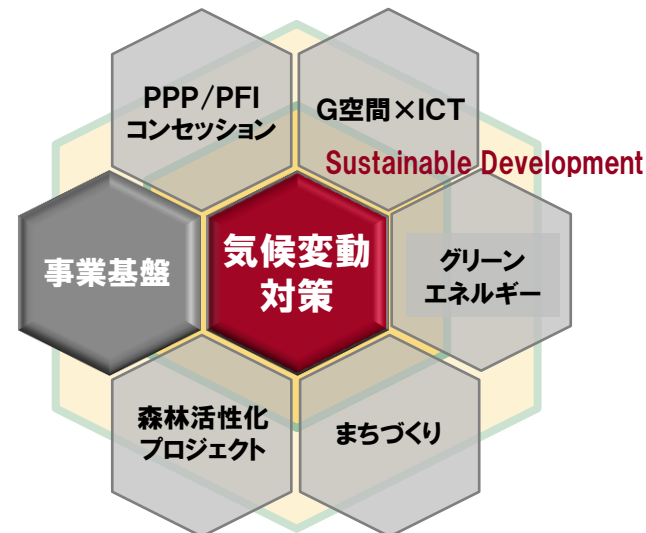 PPP/PFI
コンセッション
G空間×ICT
Sustainable Development
事業基盤
気候変動
対策
グリーン
エネルギー
森林活性化
プロジェクト
まちづくり